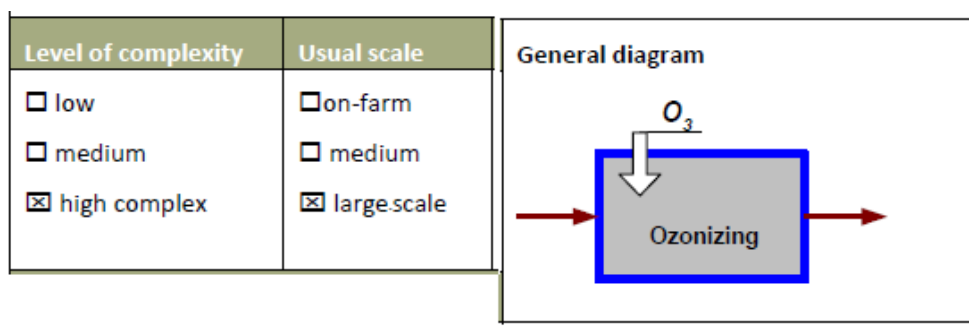 Level of complexity
Usual scale
☐ low
☐ medium
☒ high complex
☐on-farm
☐ medium
☒ large.scale
General diagram
O3
Ozonizing